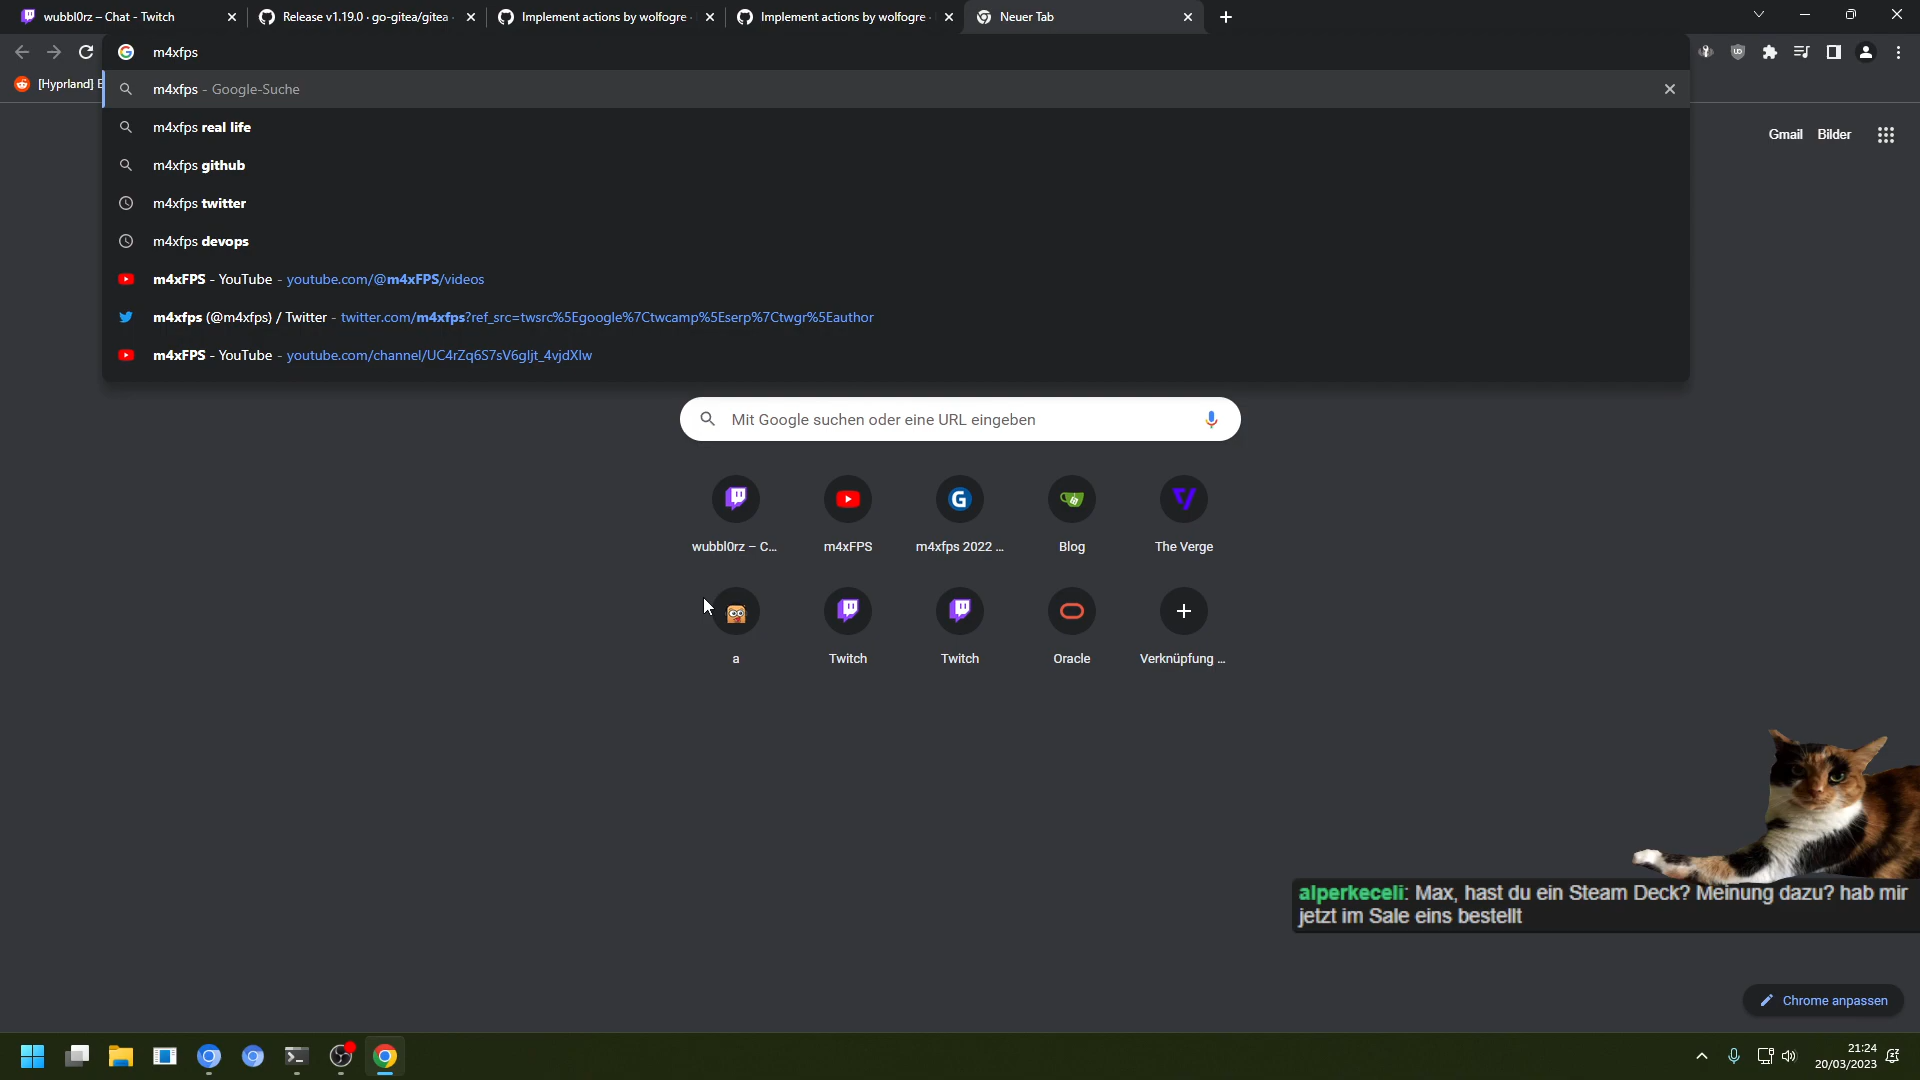 wubbl0rz – Chat - Twitch
Release v1.19.0 · go-gitea/gitea
Implement actions by wolfogre ·
Implement actions by wolfogre ·
Neuer Tab
m4xfps
[Hyprland] E
m4xfps - Google-Suche
m4xfps real life
m4xfps github
m4xfps twitter
m4xfps devops
m4xFPS - YouTube - youtube.com/@m4xFPS/videos
m4xfps (@m4xfps) / Twitter - twitter.com/m4xfps?ref_src=twsrc%5Egoogle%7Ctwcamp%5Eserp%7Ctwgr%5Eauthor
m4xFPS - YouTube - youtube.com/channel/UC4rZq6S7sV6gljt_4vjdXlw
Gmail Bilder
Mit Google suchen oder eine URL eingeben
wubbl0rz – C...
m4xFPS
m4xfps 2022 ...
Blog
The Verge
a
Twitch
Twitch
Oracle
Verknüpfung ...
alperkeceli: Max, hast du ein Steam Deck? Meinung dazu? hab mir
jetzt im Sale eins bestellt
Chrome anpassen
21:24
20/03/2023